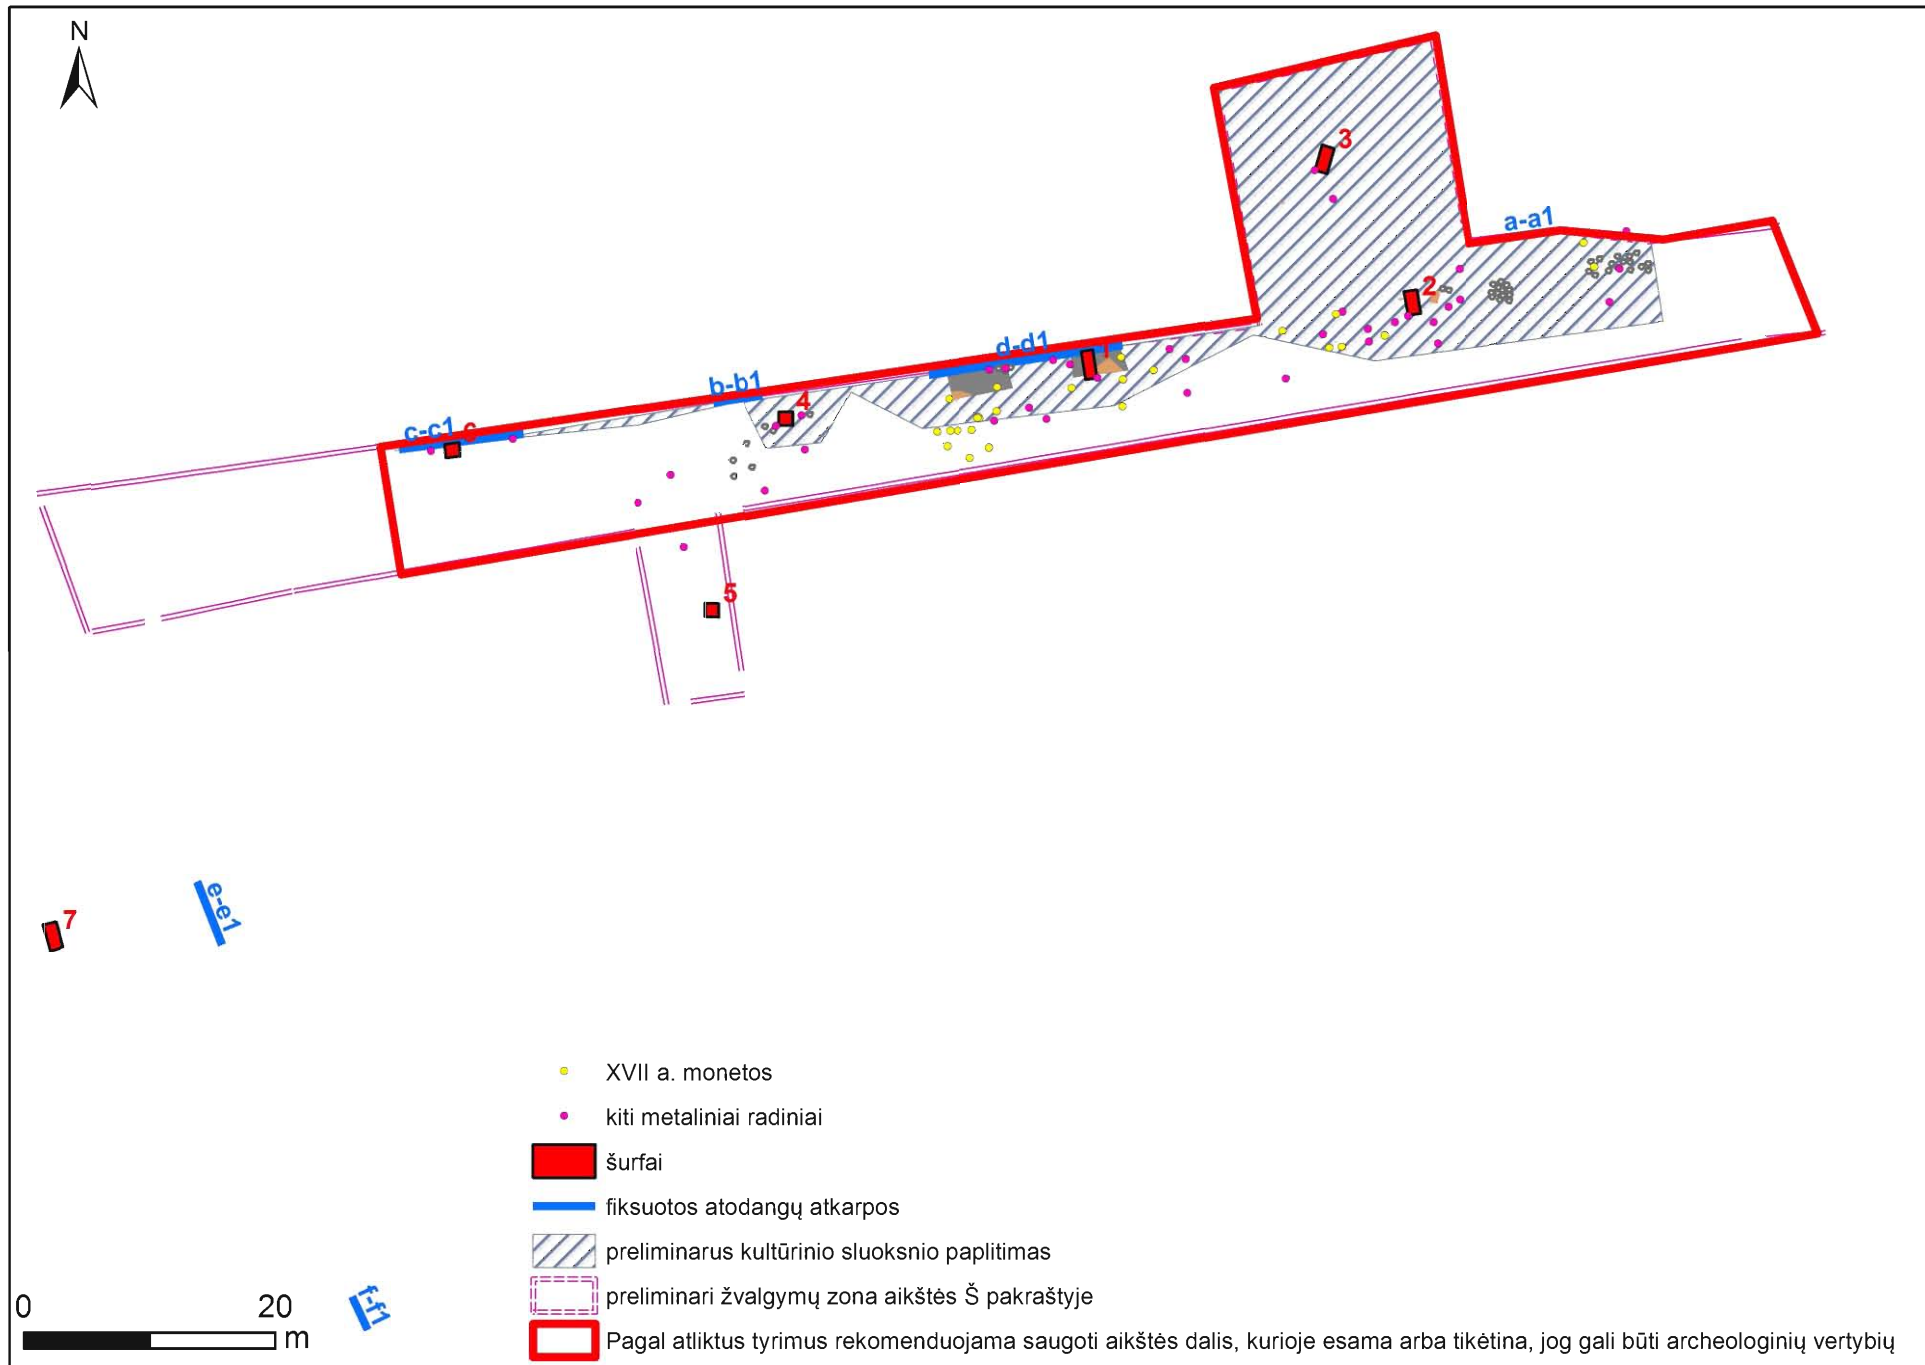 N
3
a-a1
2
d-d1
1
b-b1
4
c-c1
6
5
7
e-e1
f-f1
XVII a. monetos
kiti metaliniai radiniai
šurfai
fiksuotos atodangų atkarpos
preliminarus kultūrinio sluoksnio paplitimas
preliminari žvalgymų zona aikštės Š pakraštyje
Pagal atliktus tyrimus rekomenduojama saugoti aikštės dalis, kurioje esama arba tikėtina, jog gali būti archeologinių vertybių
0 20
m